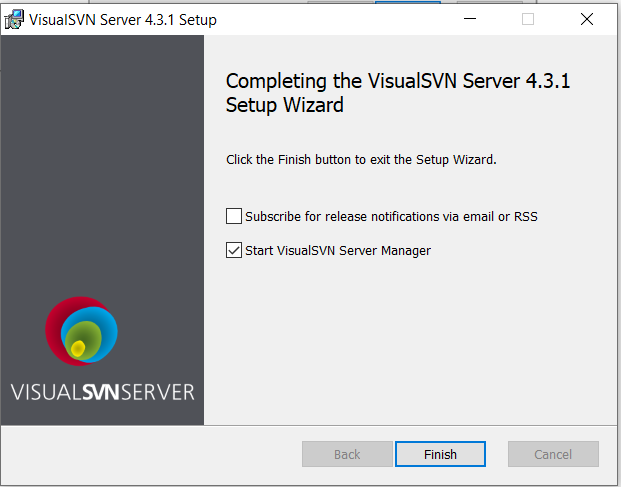 VisualSVN Server 4.3.1 Setup
Completing the VisualSVN Server 4.3.1
Setup Wizard
Click the Finish button to exit the Setup Wizard.
Subscribe for release notifications via email or RSS
Start VisualSVN Server Manager
VISUALSVNSERVER
Back
Finish
Cancel